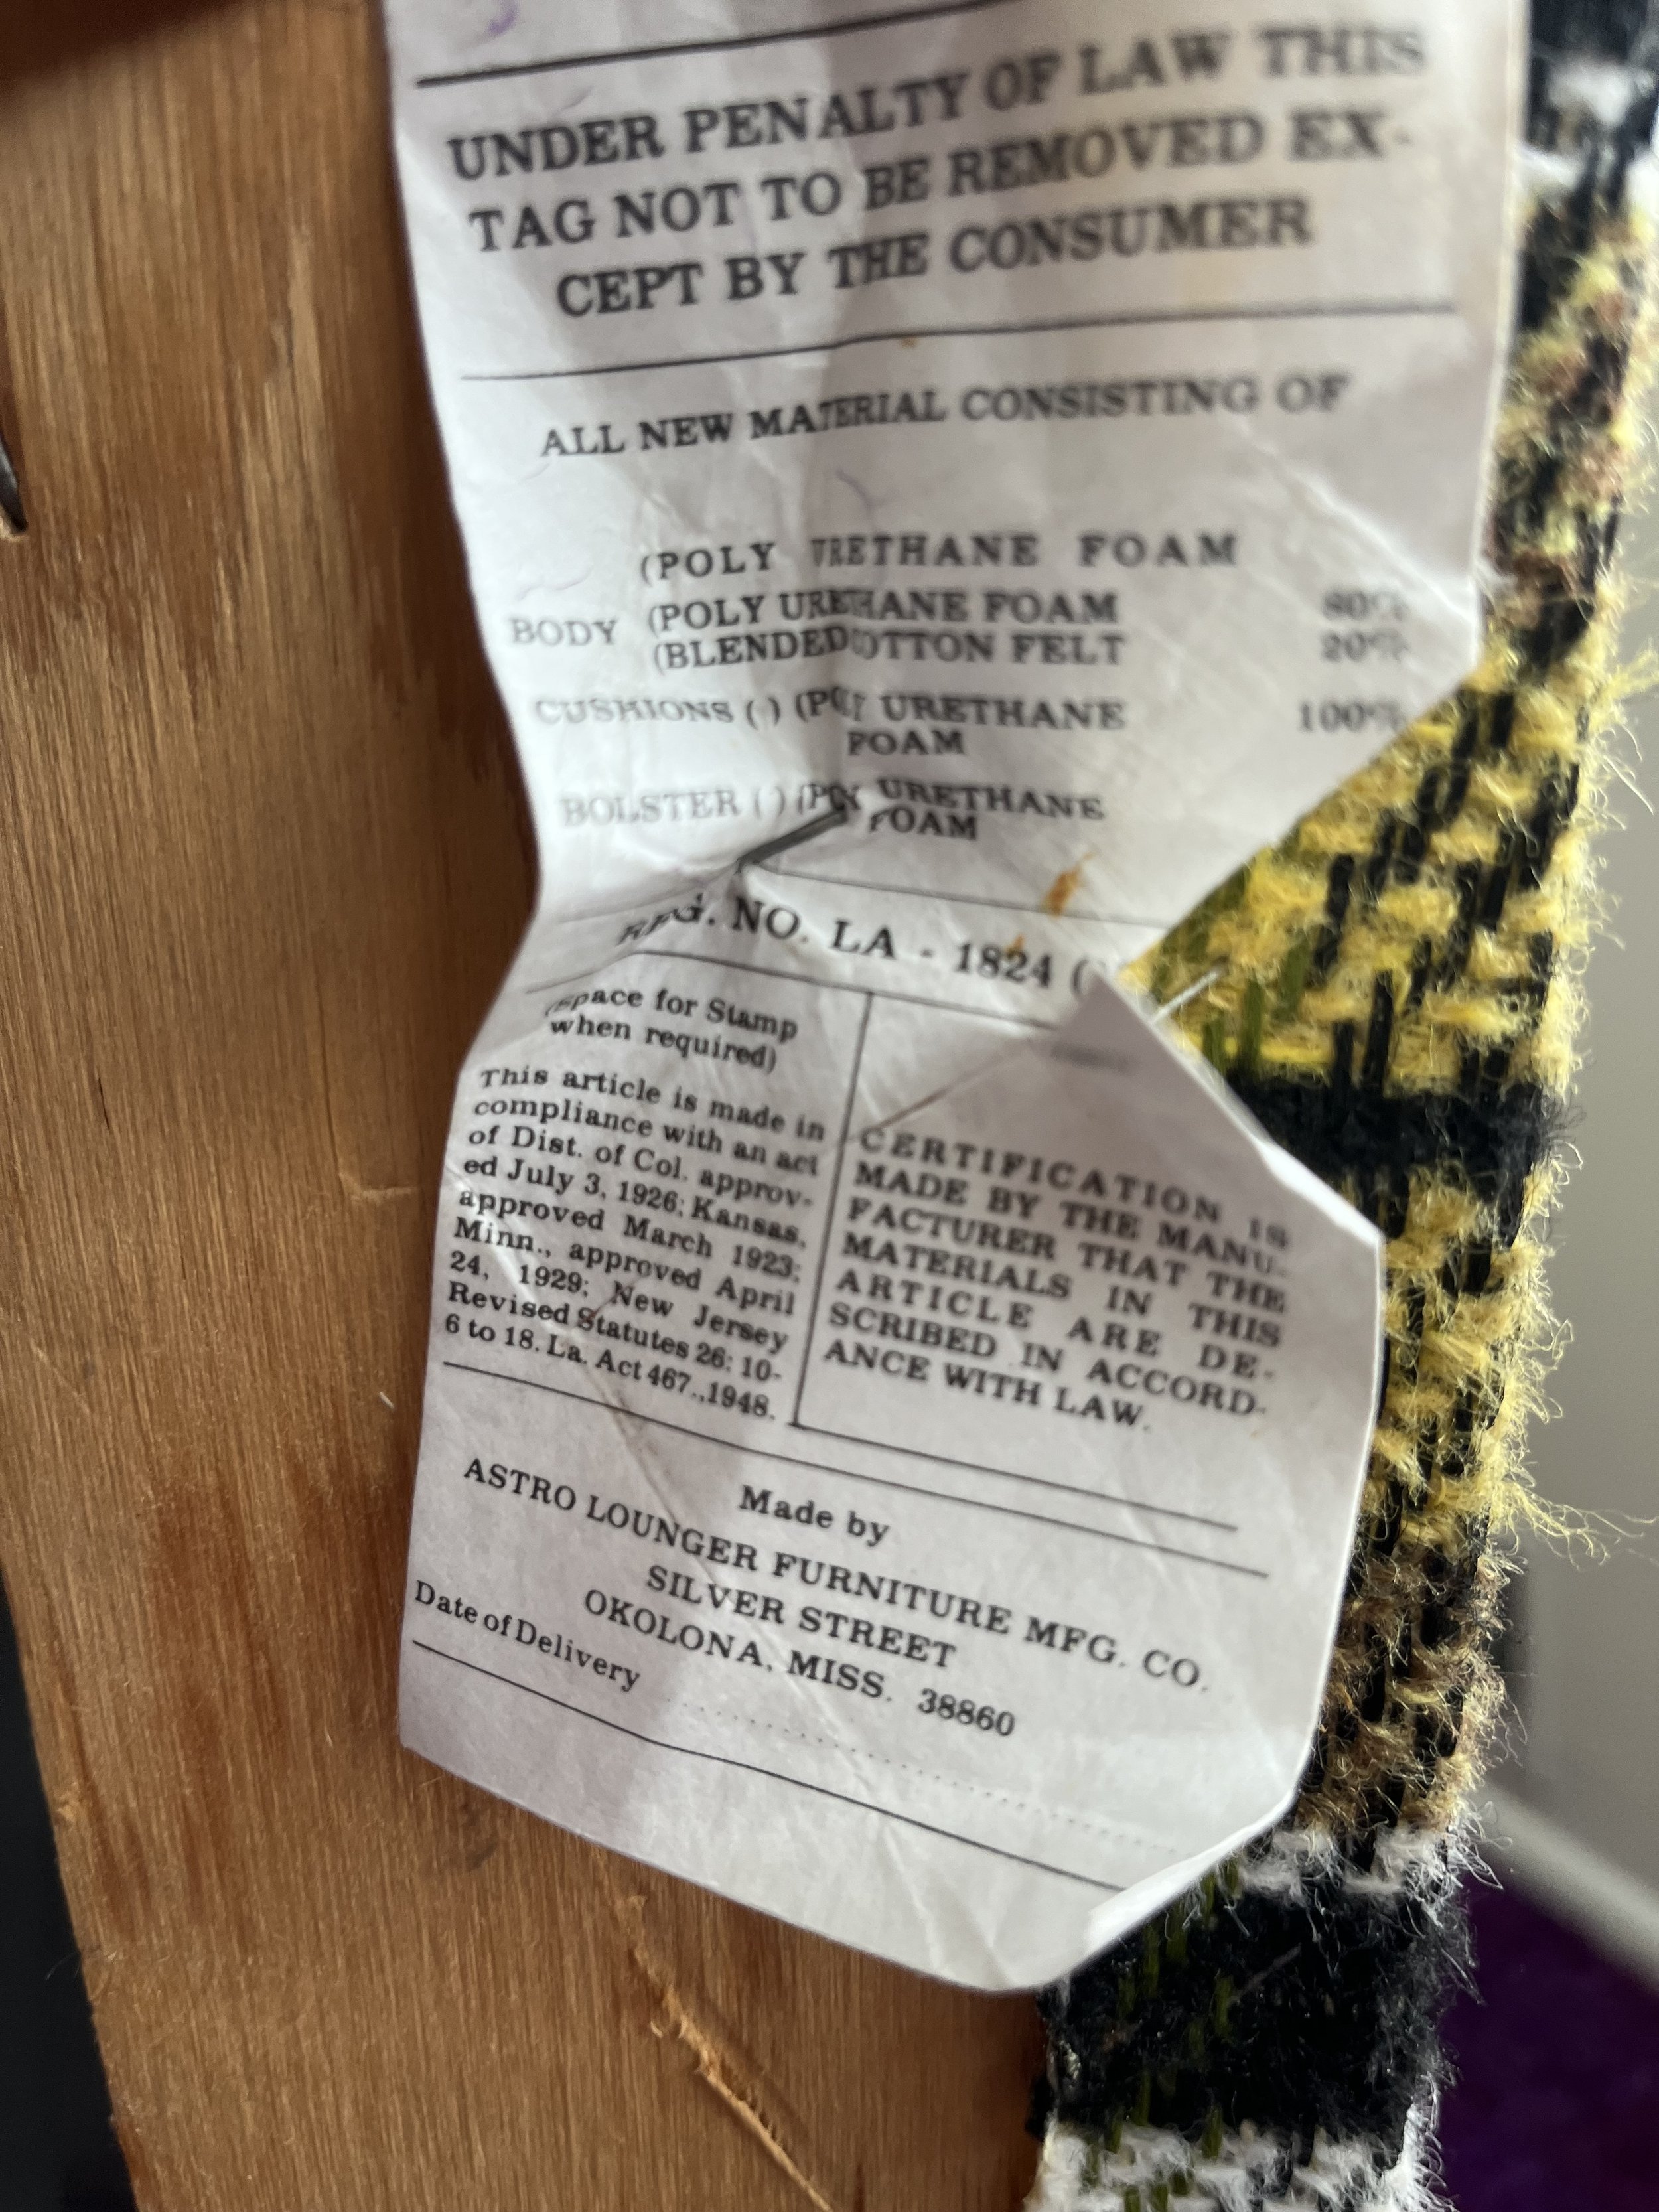 UNDER PENALTY OF LAW THIS
TAG NOT TO BE REMOVED EX-
CEPT BY THE CONSUMER
ALL NEW MATERIAL CONSISTING OF
(POLY URETHANE FOAM
BODY (POLY URETHANE FOAM 80%
(BLENDED COTTON FELT 20%
CUSHIONS ( ) (POLY URETHANE 100%
FOAM
BOLSTER ( ) (POLY URETHANE
FOAM
REG. NO. LA - 1824 (
(Space for Stamp
when required)
This article is made in
compliance with an act
of Dist. of Col. approv-
ed July 3, 1926; Kansas,
approved March 1923;
Minn., approved April
24, 1929; New Jersey
Revised Statutes 26: 10-
6 to 18. La. Act 467.,1948.
CERTIFICATION IS
MADE BY THE MANU-
FACTURER THAT THE
MATERIALS IN THIS
ARTICLE ARE DE-
SCRIBED IN ACCORD-
ANCE WITH LAW.
Made by
ASTRO LOUNGER FURNITURE MFG. CO.
SILVER STREET
OKOLONA, MISS. 38860
Date of Delivery